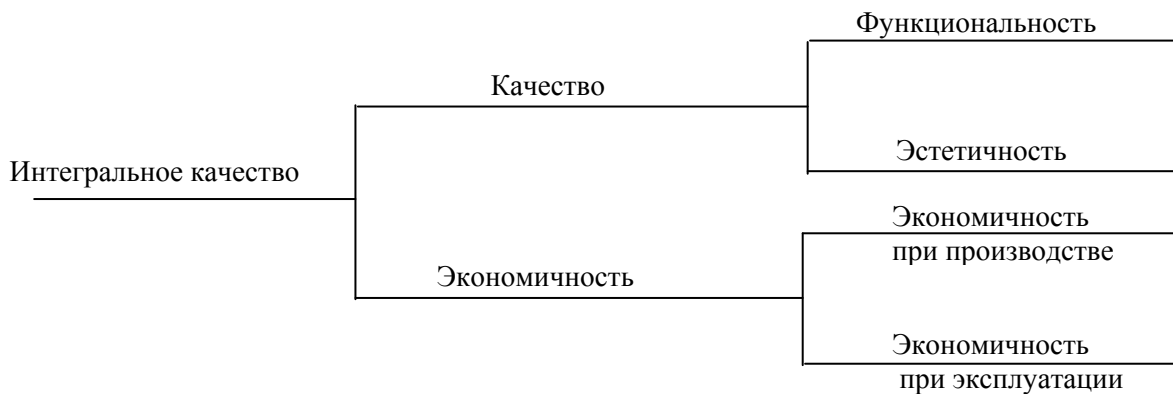 Функциональность
Качество
Эстетичность
Интегральное качество
Экономичность
при производстве
Экономичность
Экономичность
при эксплуатации